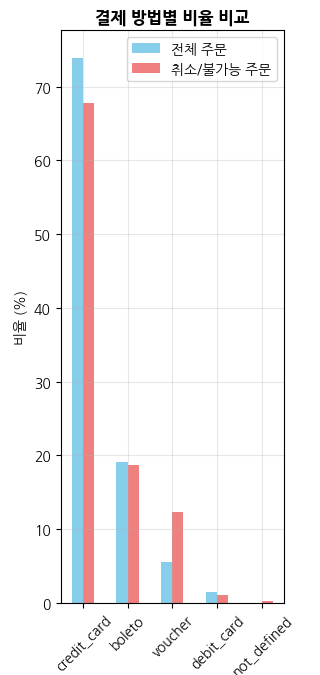 결제 방법별 비율 비교
전체 주문
취소/불가능 주문
비율 (%)
70
60
50
40
30
20
10
0
credit_card
boleto
voucher
debit_card
not_defined